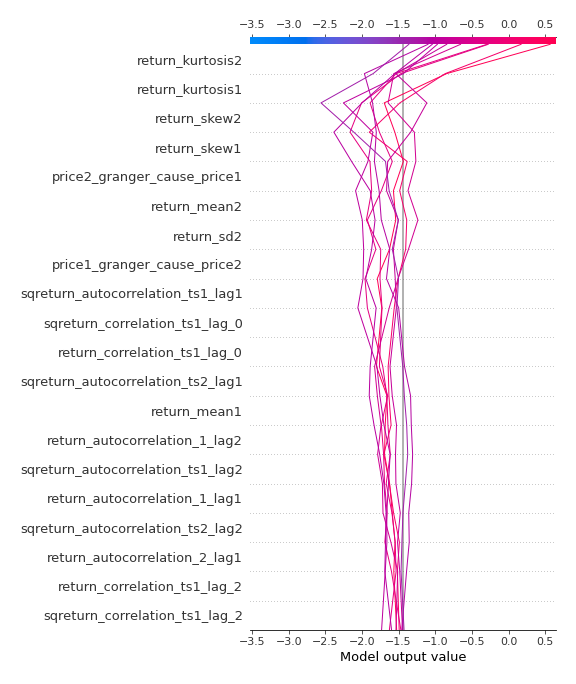 −3.5 −3.0 −2.5 −2.0 −1.5 −1.0 −0.5 0.0 0.5
return_kurtosis2
return_kurtosis1
return_skew2
return_skew1
price2_granger_cause_price1
return_mean2
return_sd2
price1_granger_cause_price2
sqreturn_autocorrelation_ts1_lag1
sqreturn_correlation_ts1_lag_0
return_correlation_ts1_lag_0
sqreturn_autocorrelation_ts2_lag1
return_mean1
return_autocorrelation_1_lag2
sqreturn_autocorrelation_ts1_lag2
return_autocorrelation_1_lag1
sqreturn_autocorrelation_ts2_lag2
return_autocorrelation_2_lag1
return_correlation_ts1_lag_2
sqreturn_correlation_ts1_lag_2
−3.5 −3.0 −2.5 −2.0 −1.5 −1.0 −0.5 0.0 0.5
Model output value